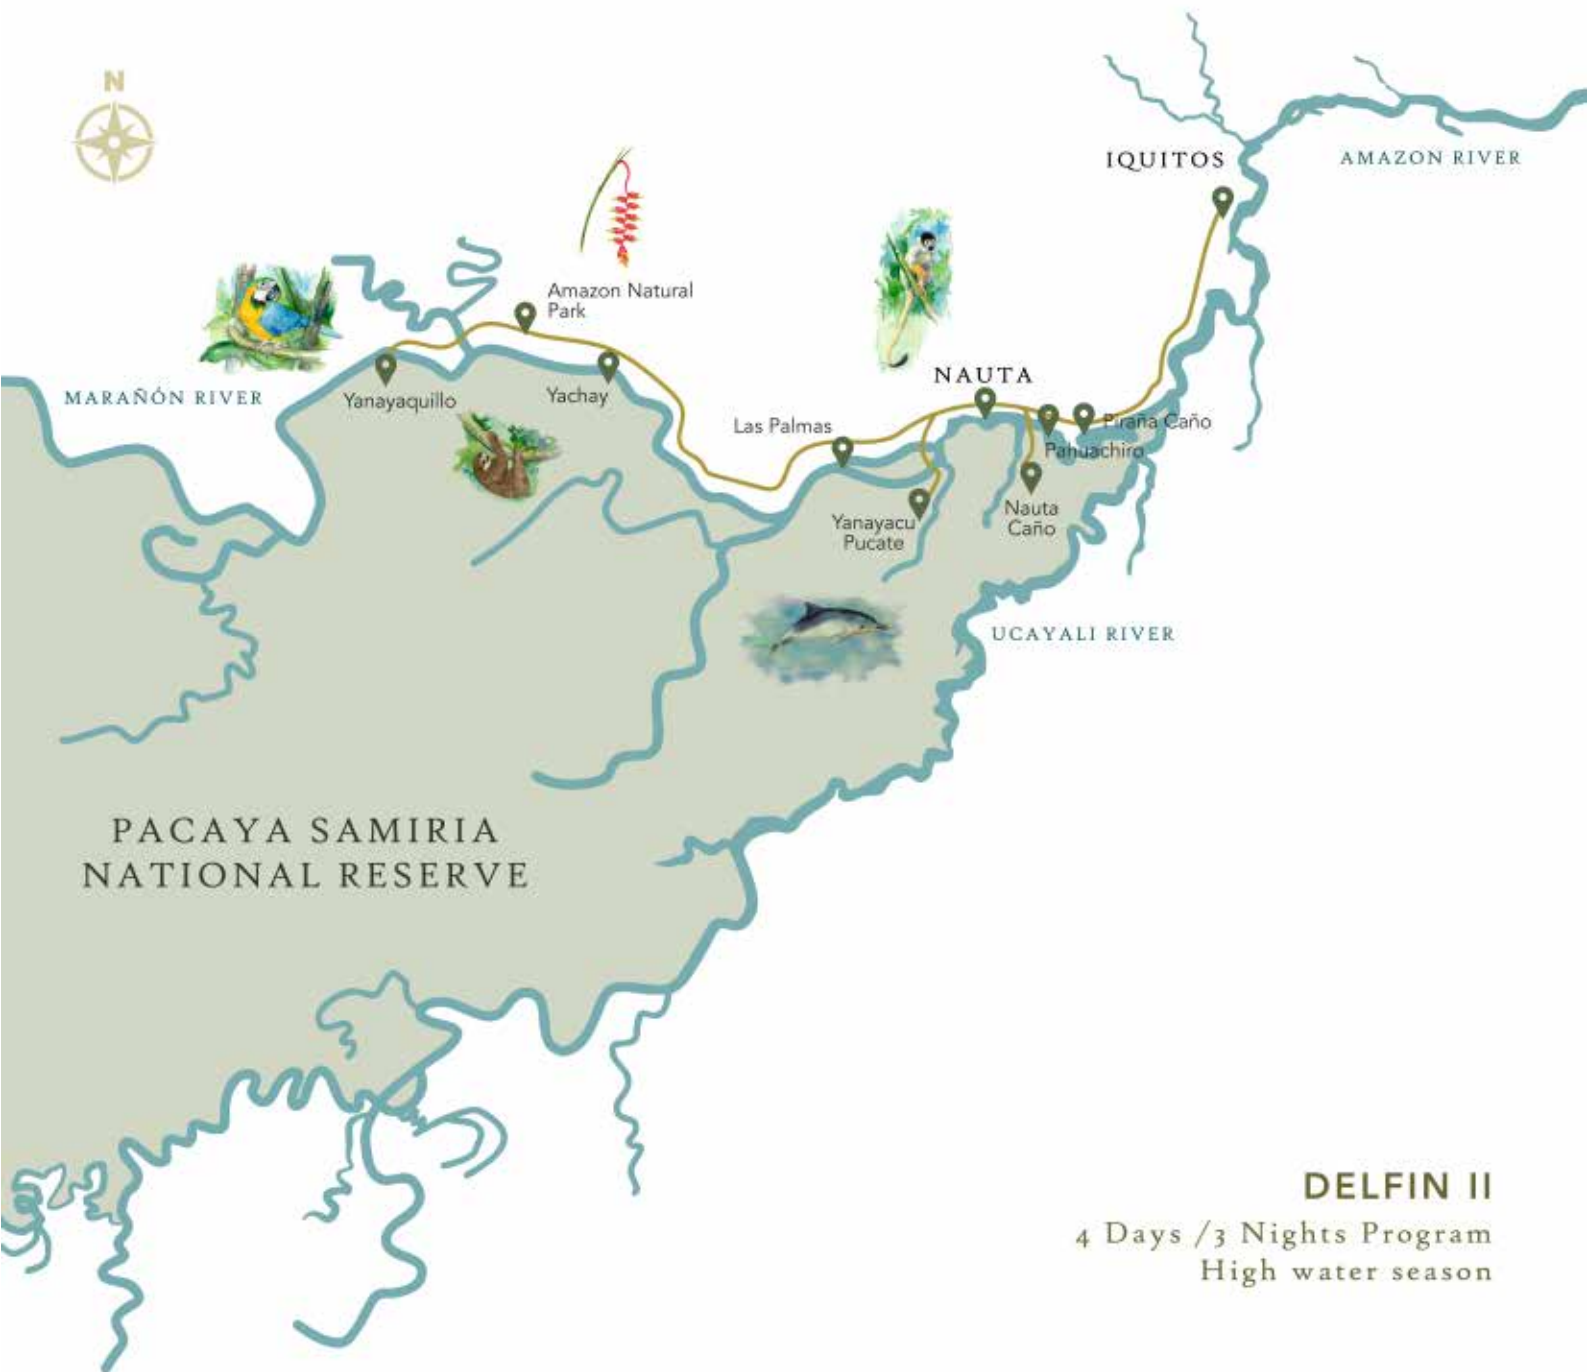 N
IQUITOS
AMAZON RIVER
Amazon Natural
Park
NAUTA
MARAÑÓN RIVER
Yanayaquillo
Yachay
Las Palmas
Piraña Caño
Pahuachiro
Yanayacu
Pucate
Nauta
Caño
UCAYALI RIVER
PACAYA SAMIRIA
NATIONAL RESERVE
DELFIN II
4 Days /3 Nights Program
High water season